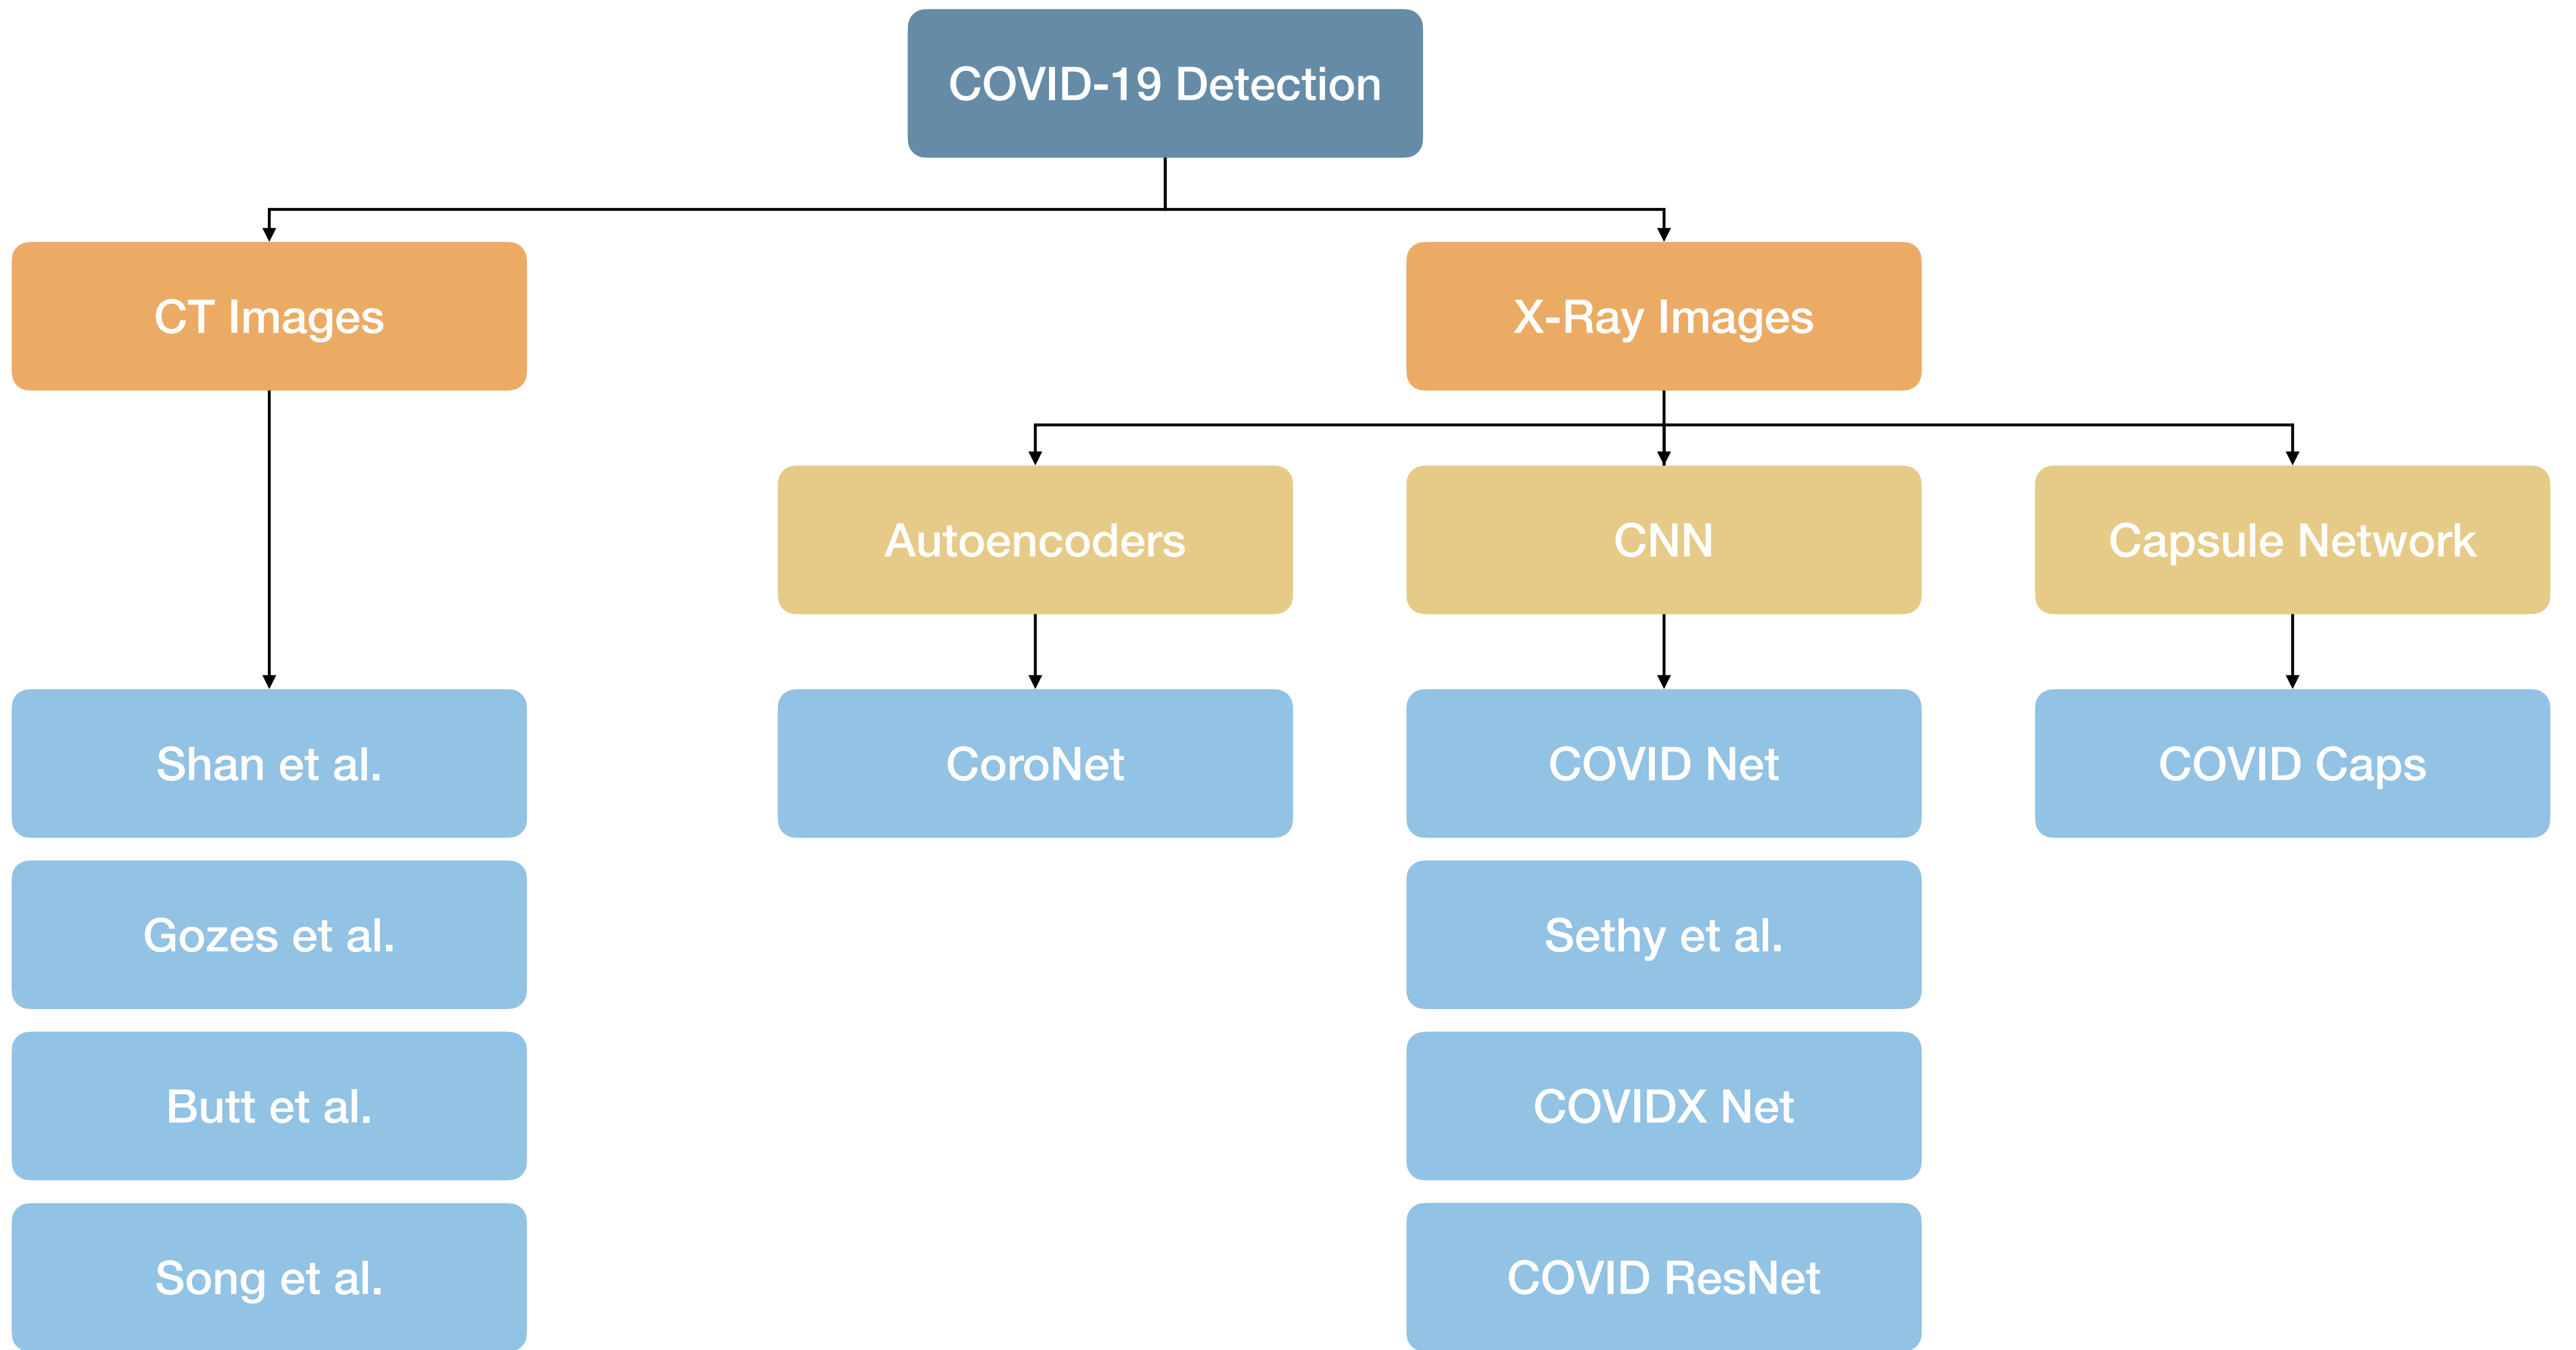 COVID-19 Detection
CT Images
X-Ray Images
Autoencoders
CNN
Capsule Network
Shan et al.
CoroNet
COVID Net
COVID Caps
Gozes et al.
Sethy et al.
Butt et al.
COVIDX Net
Song et al.
COVID ResNet